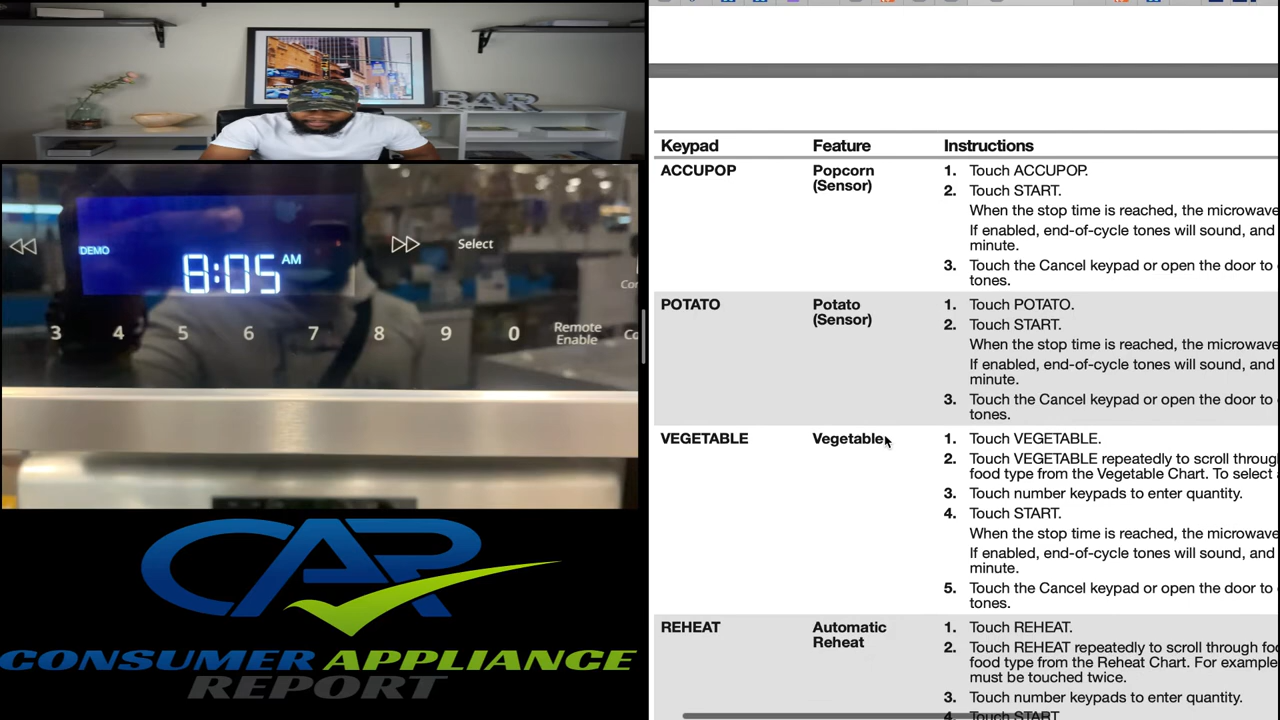 BAR
DEMO
8:05 AM
Select
3 4 5 6 7 8 9 0 Remote Enable
CAR
CONSUMER APPLIANCE
REPORT
Keypad Feature Instructions
ACCUPOP Popcorn (Sensor) 1. Touch ACCUPOP.
2. Touch START.
When the stop time is reached, the microwave
If enabled, end-of-cycle tones will sound, and
minute.
3. Touch the Cancel keypad or open the door to
tones.
POTATO Potato (Sensor) 1. Touch POTATO.
2. Touch START.
When the stop time is reached, the microwave
If enabled, end-of-cycle tones will sound, and
minute.
3. Touch the Cancel keypad or open the door to
tones.
VEGETABLE Vegetable 1. Touch VEGETABLE.
2. Touch VEGETABLE repeatedly to scroll through
food type from the Vegetable Chart. To select
3. Touch number keypads to enter quantity.
4. Touch START.
When the stop time is reached, the microwave
If enabled, end-of-cycle tones will sound, and
minute.
5. Touch the Cancel keypad or open the door to
tones.
REHEAT Automatic Reheat 1. Touch REHEAT.
2. Touch REHEAT repeatedly to scroll through
food type from the Reheat Chart. For example
must be touched twice.
3. Touch number keypads to enter quantity.
4. Touch START.